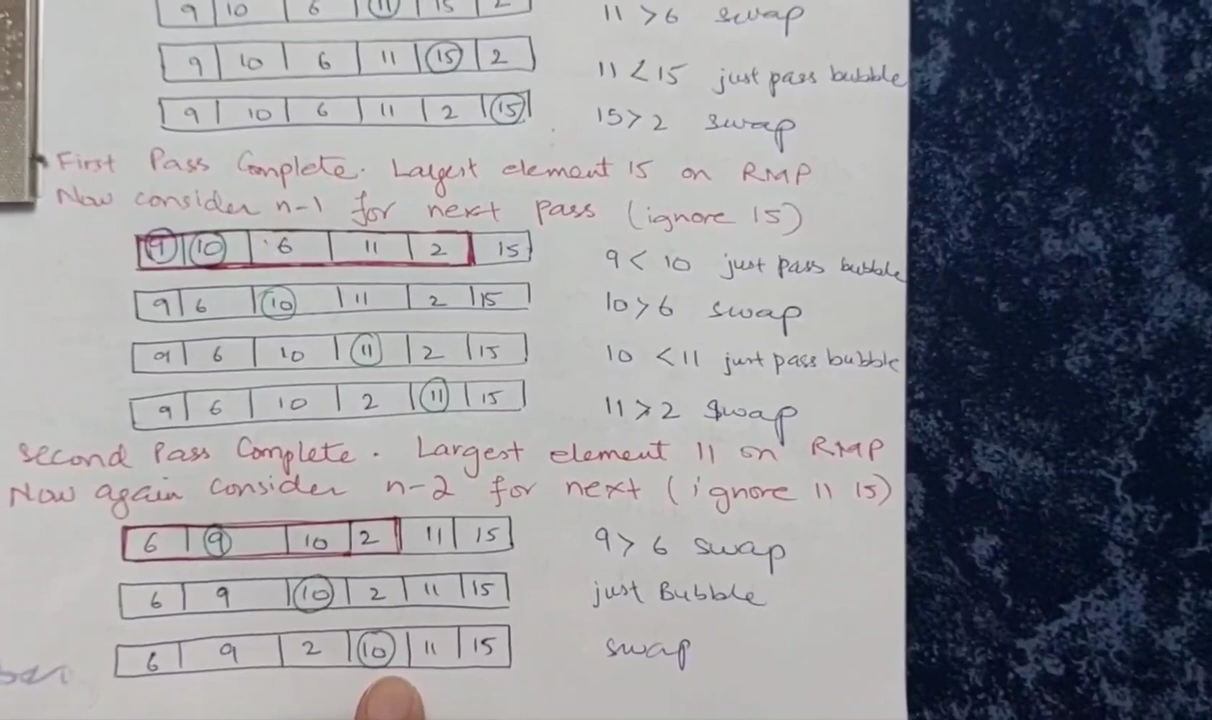 9 10 6 11 15 2 11 >6 swap
9 10 6 11 15 2 11 <15 just pass bubble
9 10 6 11 2 15 15>2 swap
First Pass Complete. Largest element 15 on RMP
Now consider n-1 for next pass (ignore 15)
9 10 6 11 2 15 9 < 10 just pass bubble
9 6 10 11 2 15 10>6 swap
9 6 10 11 2 15 10 <11 just pass bubble
9 6 10 2 11 15 11 >2 swap
Second Pass Complete. Largest element 11 on RMP
Now again consider n-2 for next (ignore 11 15)
6 9 10 2 11 15 9> 6 swap
6 9 10 2 11 15 just Bubble
6 9 2 10 11 15 swap